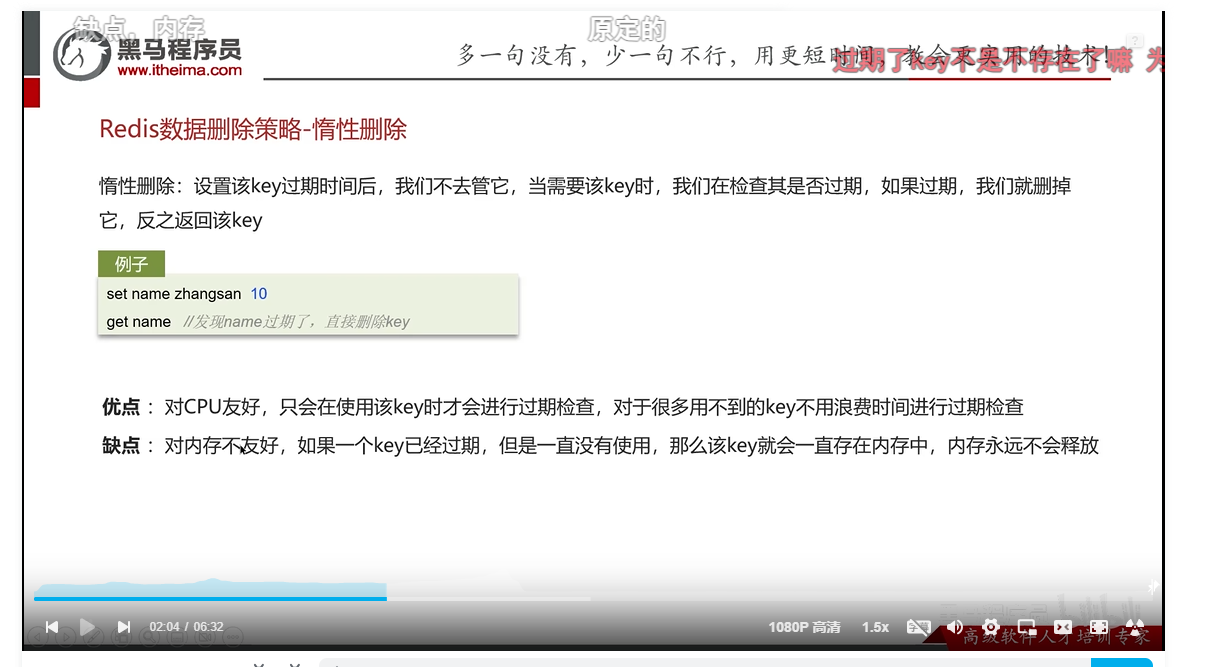 缺点，内存
原定的
黑马程序员
www.itheima.com
多一句没有，少一句不行，用更短时间，教会更实用的技术！
过期了key不是不存在了嘛 为
Redis数据删除策略-惰性删除
惰性删除：设置该key过期时间后，我们不去管它，当需要该key时，我们在检查其是否过期，如果过期，我们就删掉
它，反之返回该key
例子
set name zhangsan 10
get name //发现name过期了，直接删除key
优点： 对CPU友好，只会在使用该key时才会进行过期检查，对于很多用不到的key不用浪费时间进行过期检查
缺点： 对内存不友好，如果一个key已经过期，但是一直没有使用，那么该key就会一直存在内存中，内存永远不会释放
02:04 / 06:32
1080P 高清
1.5x
高级软件人才培训专家